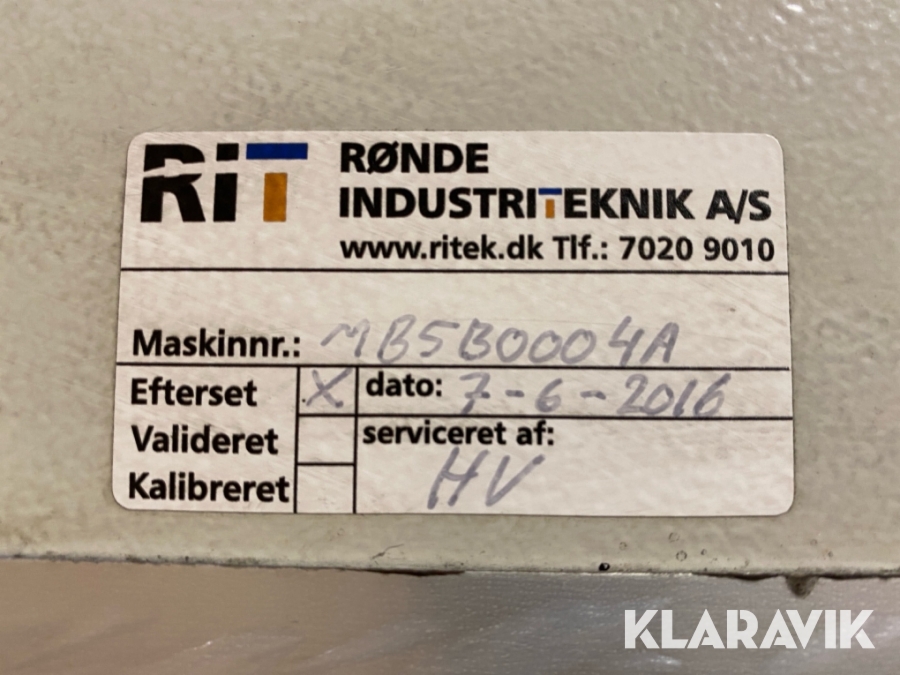 RiT
RØNDE
INDUSTRITEKNIK A/S
www.ritek.dk Tlf.: 7020 9010
Maskinnr.: MB5B0004A
Efterset X dato: 7-6-2016
Valideret serviceret af:
Kalibreret HV
KLARAVIK